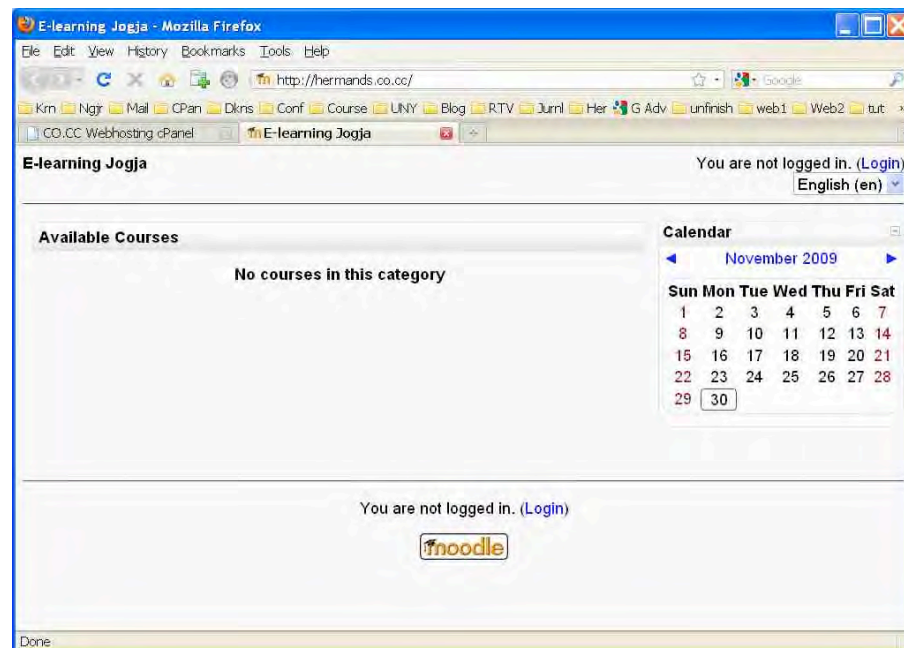 E-learning Jogja - Mozilla Firefox
File Edit View History Bookmarks Tools Help
http://hermands.co.cc/ Google
Krn Ngjr Mail CPan Dkns Conf Course UNY Blog RTV Jurnl Her G Adv unfinish web1 Web2 tut
CO.CC Webhosting cPanel E-learning Jogja
E-learning Jogja You are not logged in. (Login)
English (en)
Available Courses
No courses in this category
Calendar
November 2009
Sun Mon Tue Wed Thu Fri Sat
1 2 3 4 5 6 7
8 9 10 11 12 13 14
15 16 17 18 19 20 21
22 23 24 25 26 27 28
29 30
You are not logged in. (Login)
moodle
Done